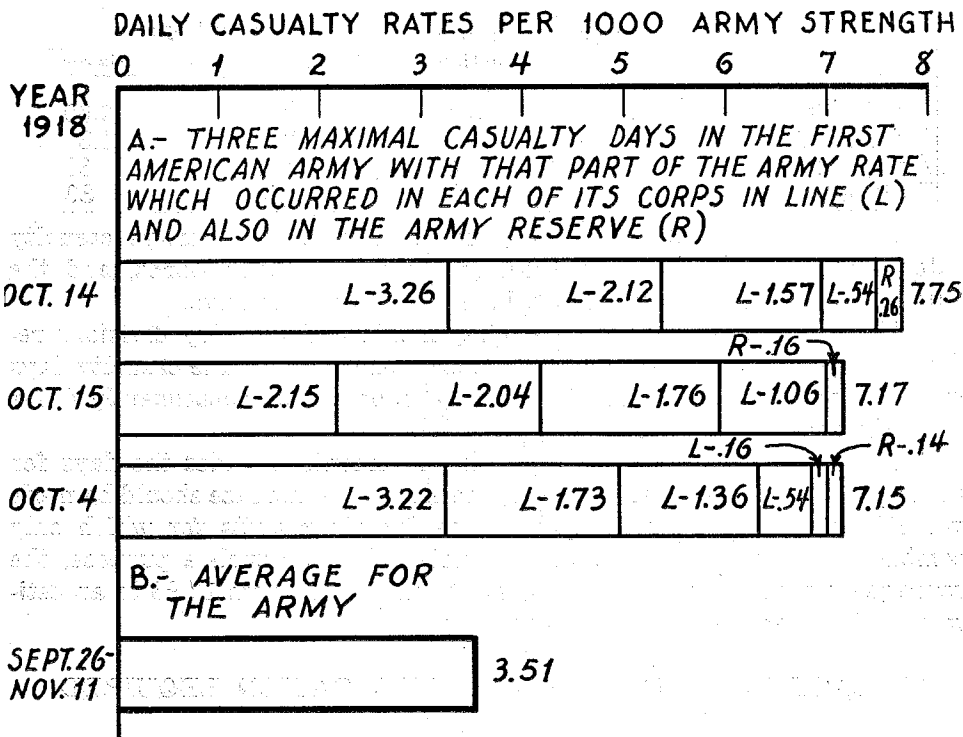 DAILY CASUALTY RATES PER 1000 ARMY STRENGTH
0 1 2 3 4 5 6 7 8
YEAR
1918
A.- THREE MAXIMAL CASUALTY DAYS IN THE FIRST
AMERICAN ARMY WITH THAT PART OF THE ARMY RATE
WHICH OCCURRED IN EACH OF ITS CORPS IN LINE (L)
AND ALSO IN THE ARMY RESERVE (R)
OCT. 14 L-3.26 L-2.12 L-1.57 L-.54 R .26 7.75
R-.16
OCT. 15 L-2.15 L-2.04 L-1.76 L-1.06 7.17
L-.16 R-.14
OCT. 4 L-3.22 L-1.73 L-1.36 L-.54 7.15
B.- AVERAGE FOR
THE ARMY
SEPT. 26-
NOV. 11
3.51